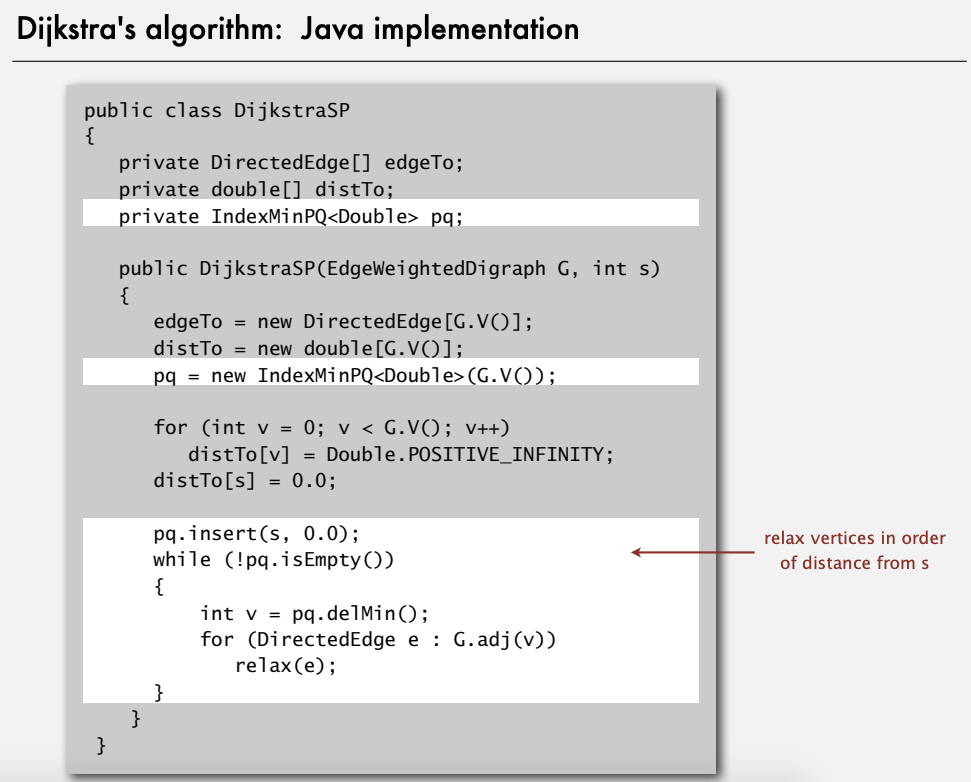 Dijkstra's algorithm:  Java implementation
public class DijkstraSP
{
   private DirectedEdge[] edgeTo;
   private double[] distTo;
   private IndexMinPQ<Double> pq;

   public DijkstraSP(EdgeWeightedDigraph G, int s)
   {
      edgeTo = new DirectedEdge[G.V()];
      distTo = new double[G.V()];
      pq = new IndexMinPQ<Double>(G.V());

      for (int v = 0; v < G.V(); v++)
         distTo[v] = Double.POSITIVE_INFINITY;
      distTo[s] = 0.0;

      pq.insert(s, 0.0);
      while (!pq.isEmpty())
      {
          int v = pq.delMin();
          for (DirectedEdge e : G.adj(v))
             relax(e);
      }
    }
 }
relax vertices in order
of distance from s